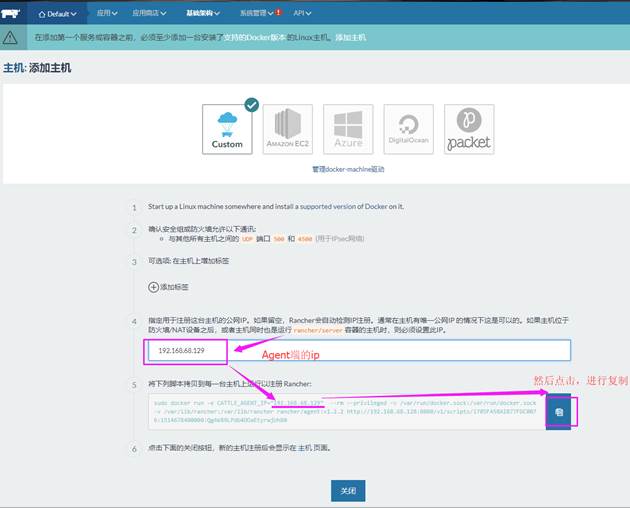 Default 应用 应用商店 基础架构 系统管理 API
在添加第一个服务或容器之前，必须至少添加一台安装了支持的Docker版本的Linux主机。添加主机
主机: 添加主机
Custom AMAZON EC2 Azure DigitalOcean packet
管理docker-machine驱动
1 Start up a Linux machine somewhere and install a supported version of Docker on it.
2 确认安全组或防火墙允许以下通讯:
与其他所有主机之间的 UDP 端口 500 和 4500 (用于IPsec网络)
3 可选项: 在主机上增加标签
添加标签
4 指定用于注册这台主机的公网IP。如果留空，Rancher会自动检测IP注册。通常在主机有唯一公网IP 的情况下这是可以的。如果主机位于
防火墙/NAT设备之后，或者主机同时也是运行 rancher/server 容器的主机时，则必须设置此IP。
192.168.68.129 Agent端的ip
然后点击，进行复制
5 将下列脚本拷贝到每一台主机上运行以注册 Rancher:
sudo docker run -e CATTLE_AGENT_IP="192.168.68.129" --rm --privileged -v /var/run/docker.sock:/var/run/docker.sock
-v /var/lib/rancher:/var/lib/rancher rancher/agent:v1.2.2
6 点击下面的关闭按钮，新的主机注册后会显示在 主机 页面。
关闭